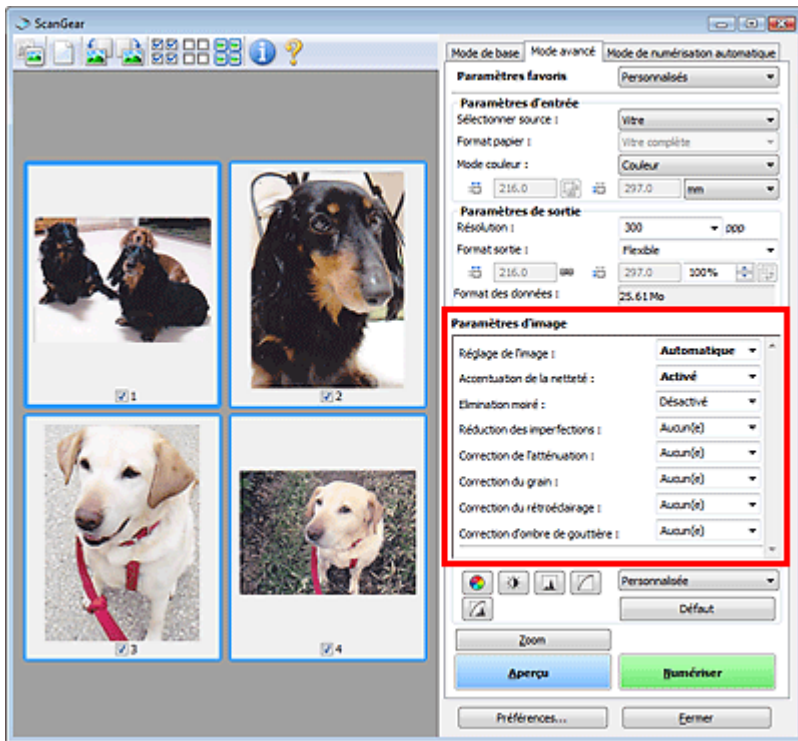 ScanGear
Mode de base Mode avancé Mode de numérisation automatique
Paramètres favoris Personnalisés
Paramètres d'entrée
Sélectionner source : Vitre
Format papier : Vitre complète
Mode couleur : Couleur
216.0 297.0 mm
Paramètres de sortie
Résolution : 300 ppp
Format sortie : Flexible
216.0 297.0 100%
Format des données : 25.61 Mo
Paramètres d'image
Réglage de l'image : Automatique
Accentuation de la netteté : Activé
Elimination moiré : Désactivé
Réduction des imperfections : Aucun(e)
Correction de l'atténuation : Aucun(e)
Correction du grain : Aucun(e)
Correction du rétroéclairage : Aucun(e)
Correction d'ombre de gouttière : Aucun(e)
Personnalisée
Défaut
Zoom
Aperçu Numériser
Préférences... Fermer
1 2
3 4